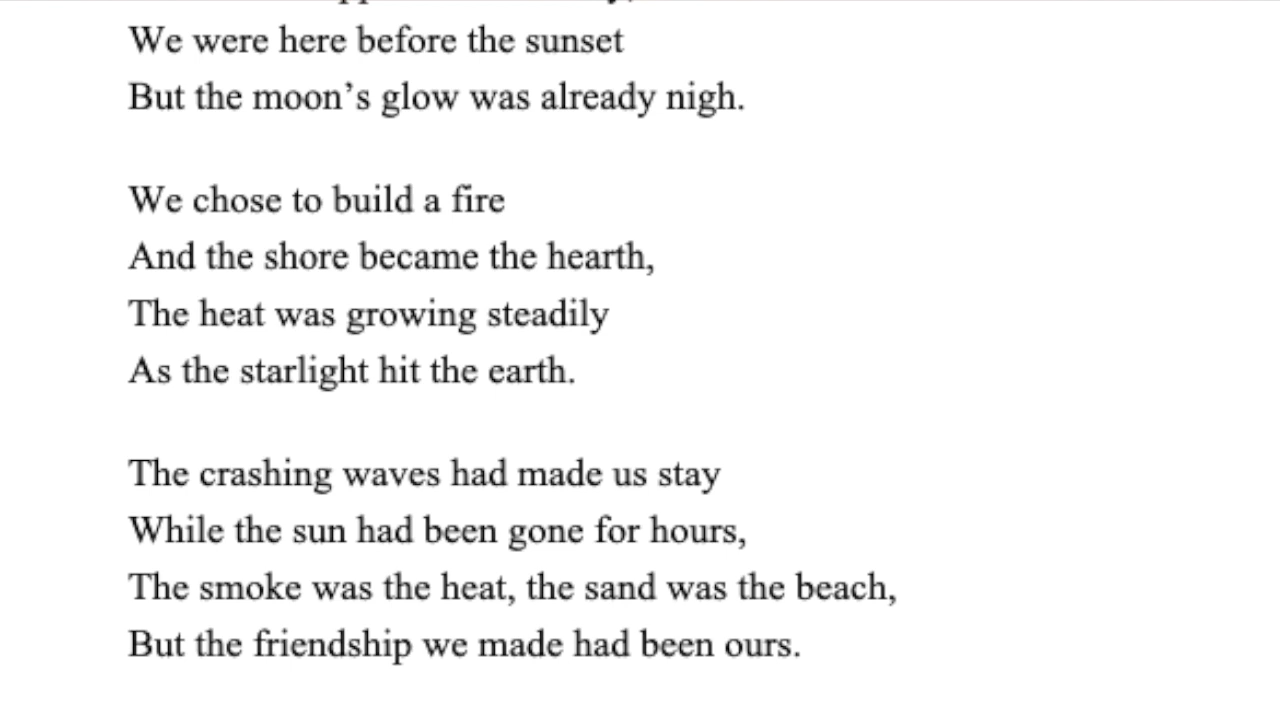 We were here before the sunset
But the moon’s glow was already nigh.
We chose to build a fire
And the shore became the hearth,
The heat was growing steadily
As the starlight hit the earth.
The crashing waves had made us stay
While the sun had been gone for hours,
The smoke was the heat, the sand was the beach,
But the friendship we made had been ours.